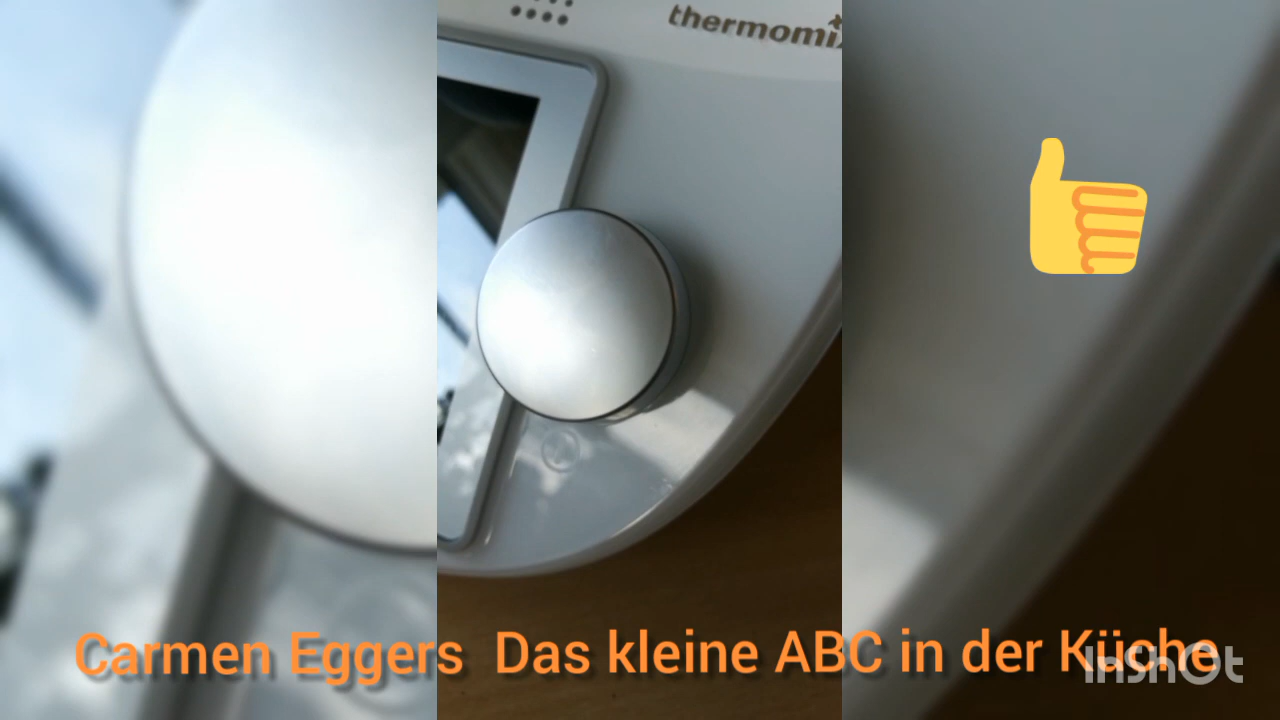 thermomix
Carmen Eggers Das kleine ABC in der Küche
InShOt